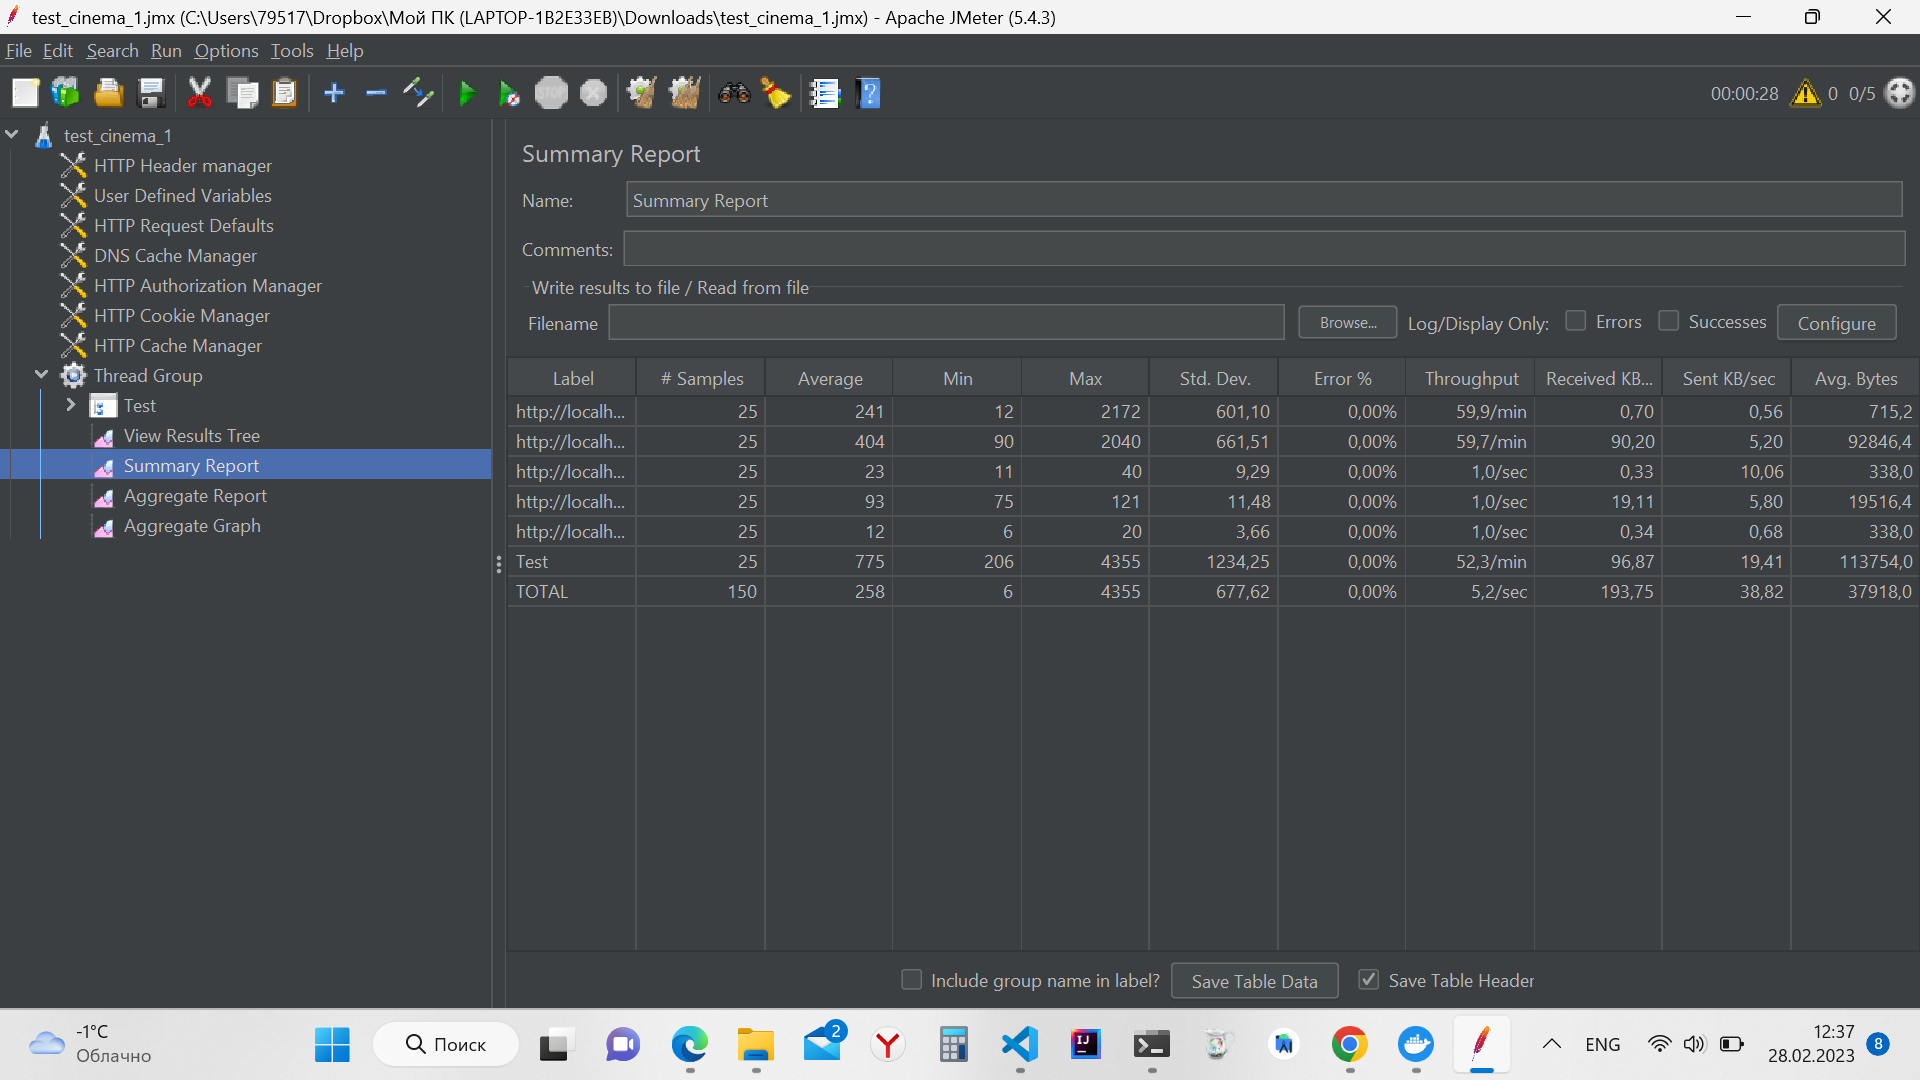 test_cinema_1.jmx (C:\Users\79517\Dropbox\Мой ПК (LAPTOP-1B2E33EB)\Downloads\test_cinema_1.jmx) - Apache JMeter (5.4.3)
File Edit Search Run Options Tools Help
STOP
00:00:28 0 0/5
test_cinema_1
HTTP Header manager
User Defined Variables
HTTP Request Defaults
DNS Cache Manager
HTTP Authorization Manager
HTTP Cookie Manager
HTTP Cache Manager
Thread Group
Test
View Results Tree
Summary Report
Aggregate Report
Aggregate Graph
Summary Report
Name: Summary Report
Comments:
Write results to file / Read from file
Filename Browse... Log/Display Only: Errors Successes Configure
Label # Samples Average Min Max Std. Dev. Error % Throughput Received KB... Sent KB/sec Avg. Bytes
http://localh... 25 241 12 2172 601,10 0,00% 59,9/min 0,70 0,56 715,2
http://localh... 25 404 90 2040 661,51 0,00% 59,7/min 90,20 5,20 92846,4
http://localh... 25 23 11 40 9,29 0,00% 1,0/sec 0,33 10,06 338,0
http://localh... 25 93 75 121 11,48 0,00% 1,0/sec 19,11 5,80 19516,4
http://localh... 25 12 6 20 3,66 0,00% 1,0/sec 0,34 0,68 338,0
Test 25 775 206 4355 1234,25 0,00% 52,3/min 96,87 19,41 113754,0
TOTAL 150 258 6 4355 677,62 0,00% 5,2/sec 193,75 38,82 37918,0
Include group name in label? Save Table Data Save Table Header
-1°C
Облачно
Поиск
2
IJ
ENG
12:37
28.02.2023
8